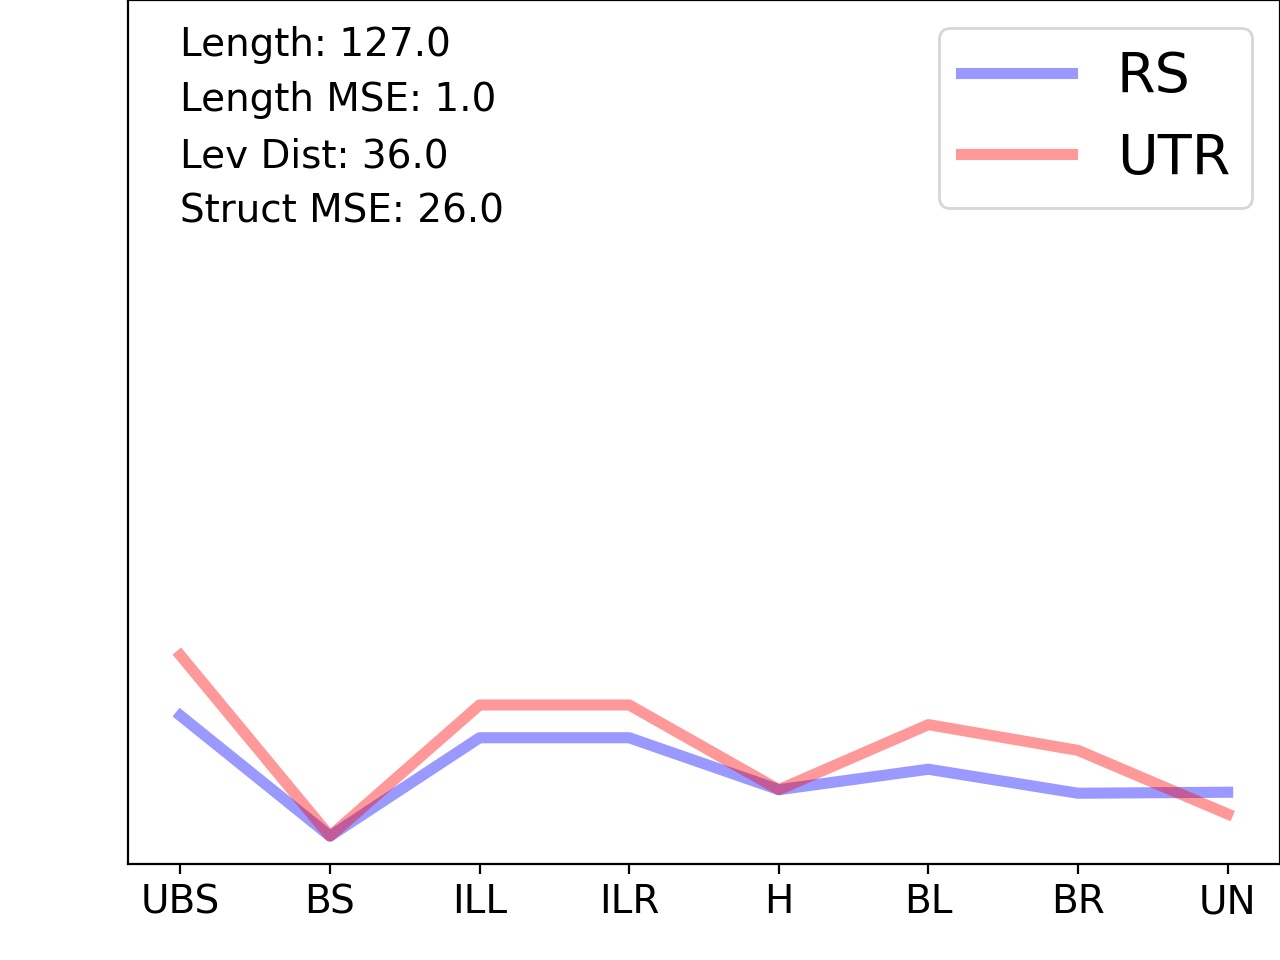 Length: 127.0
Length MSE: 1.0
Lev Dist: 36.0
Struct MSE: 26.0
RS
UTR
UBS BS ILL ILR H BL BR UN